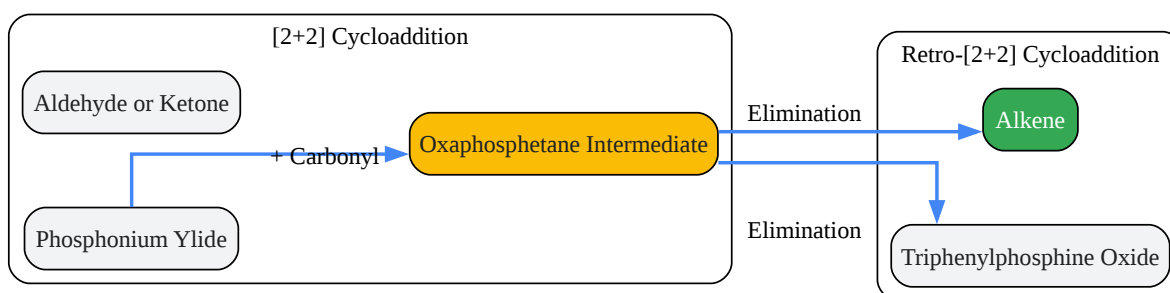 [2+2] Cycloaddition
Aldehyde or Ketone
Phosphonium Ylide
+ Carbonyl
Oxaphosphetane Intermediate
Elimination
Elimination
Retro-[2+2] Cycloaddition
Alkene
Triphenylphosphine Oxide